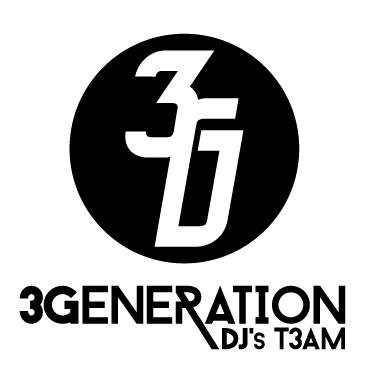 3G
3GENERATION
DJ's T3AM